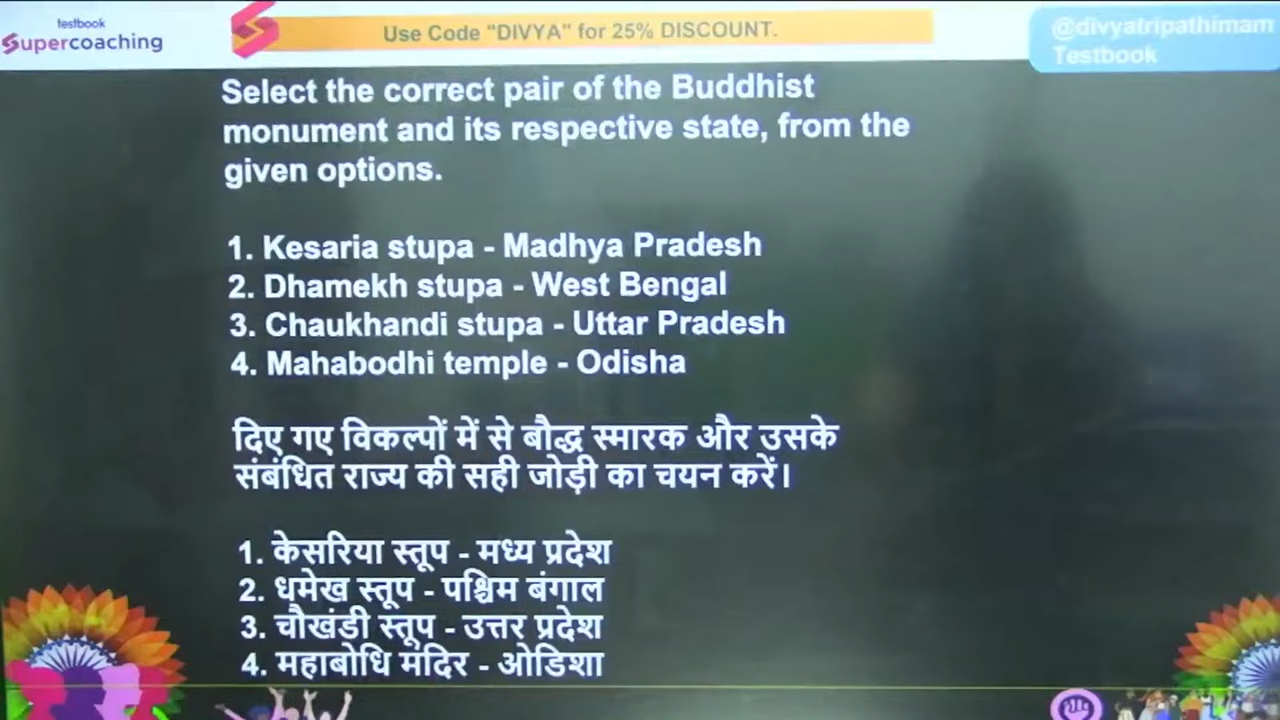 testbook
Supercoaching
Use Code "DIVYA" for 25% DISCOUNT.
@divyatripathimam
Testbook
Select the correct pair of the Buddhist
monument and its respective state, from the
given options.
1. Kesaria stupa - Madhya Pradesh
2. Dhamekh stupa - West Bengal
3. Chaukhandi stupa - Uttar Pradesh
4. Mahabodhi temple - Odisha
दिए गए विकल्पों में से बौद्ध स्मारक और उसके
संबंधित राज्य की सही जोड़ी का चयन करें।
1. केसरिया स्तूप - मध्य प्रदेश
2. धमेख स्तूप - पश्चिम बंगाल
3. चौखंडी स्तूप - उत्तर प्रदेश
4. महाबोधि मंदिर - ओडिशा